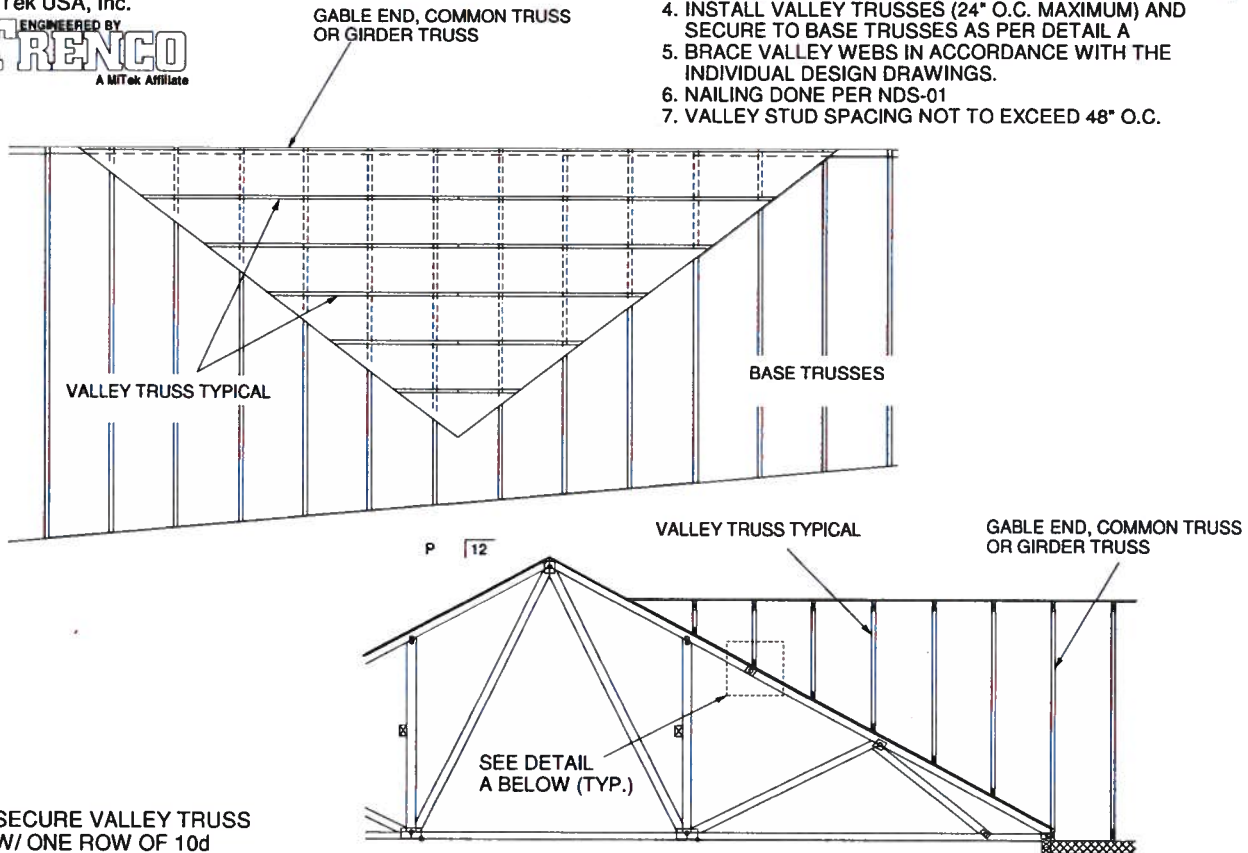 Tek USA, Inc.
ENGINEERED BY
TRENCO
A MiTek Affiliate
GABLE END, COMMON TRUSS
OR GIRDER TRUSS
4. INSTALL VALLEY TRUSSES (24" O.C. MAXIMUM) AND
SECURE TO BASE TRUSSES AS PER DETAIL A
5. BRACE VALLEY WEBS IN ACCORDANCE WITH THE
INDIVIDUAL DESIGN DRAWINGS.
6. NAILING DONE PER NDS-01
7. VALLEY STUD SPACING NOT TO EXCEED 48" O.C.
VALLEY TRUSS TYPICAL
BASE TRUSSES
P 12
VALLEY TRUSS TYPICAL
GABLE END, COMMON TRUSS
OR GIRDER TRUSS
SEE DETAIL
A BELOW (TYP.)
SECURE VALLEY TRUSS
W/ ONE ROW OF 10d